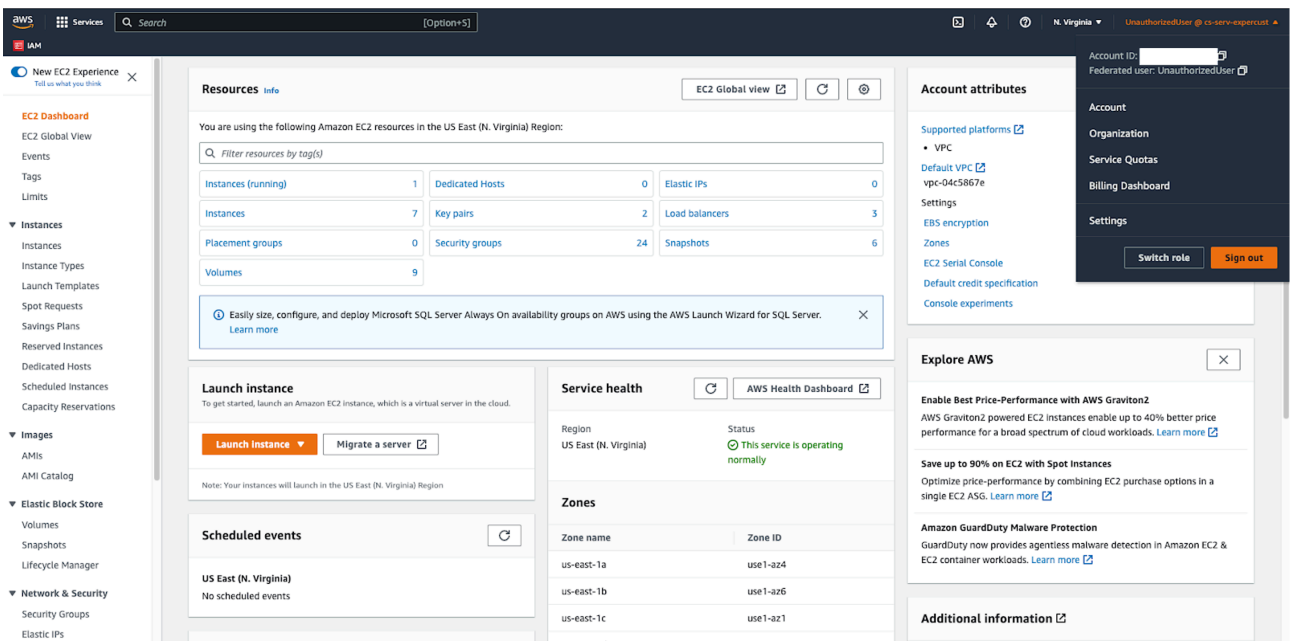 aws
Services
Search
[Option+S]
N. Virginia
UnauthorizedUser @ cs-serv-expercust
IAM
Account ID:
Federated user: UnauthorizedUser
Account
Organization
Service Quotas
Billing Dashboard
Settings
Switch role
Sign out
New EC2 Experience
Tell us what you think
EC2 Dashboard
EC2 Global View
Events
Tags
Limits
Instances
Instances
Instance Types
Launch Templates
Spot Requests
Savings Plans
Reserved Instances
Dedicated Hosts
Scheduled Instances
Capacity Reservations
Images
AMIs
AMI Catalog
Elastic Block Store
Volumes
Snapshots
Lifecycle Manager
Network & Security
Security Groups
Elastic IPs
Resources Info
EC2 Global view
You are using the following Amazon EC2 resources in the US East (N. Virginia) Region:
Filter resources by tag(s)
Instances (running) 1
Dedicated Hosts 0
Elastic IPs 0
Instances 7
Key pairs 2
Load balancers 3
Placement groups 0
Security groups 24
Snapshots 6
Volumes 9
Easily size, configure, and deploy Microsoft SQL Server Always On availability groups on AWS using the AWS Launch Wizard for SQL Server.
Learn more
Launch instance
To get started, launch an Amazon EC2 instance, which is a virtual server in the cloud.
Launch instance
Migrate a server
Note: Your instances will launch in the US East (N. Virginia) Region
Scheduled events
US East (N. Virginia)
No scheduled events
Service health
AWS Health Dashboard
Region
US East (N. Virginia)
Status
This service is operating
normally
Zones
Zone name Zone ID
us-east-1a use1-az4
us-east-1b use1-az6
us-east-1c use1-az1
Account attributes
Supported platforms
• VPC
Default VPC
vpc-04c5867e
Settings
EBS encryption
Zones
EC2 Serial Console
Default credit specification
Console experiments
Explore AWS
Enable Best Price-Performance with AWS Graviton2
AWS Graviton2 powered EC2 instances enable up to 40% better price
performance for a broad spectrum of cloud workloads. Learn more
Save up to 90% on EC2 with Spot Instances
Optimize price-performance by combining EC2 purchase options in a
single EC2 ASG. Learn more
Amazon GuardDuty Malware Protection
GuardDuty now provides agentless malware detection in Amazon EC2 &
EC2 container workloads. Learn more
Additional information